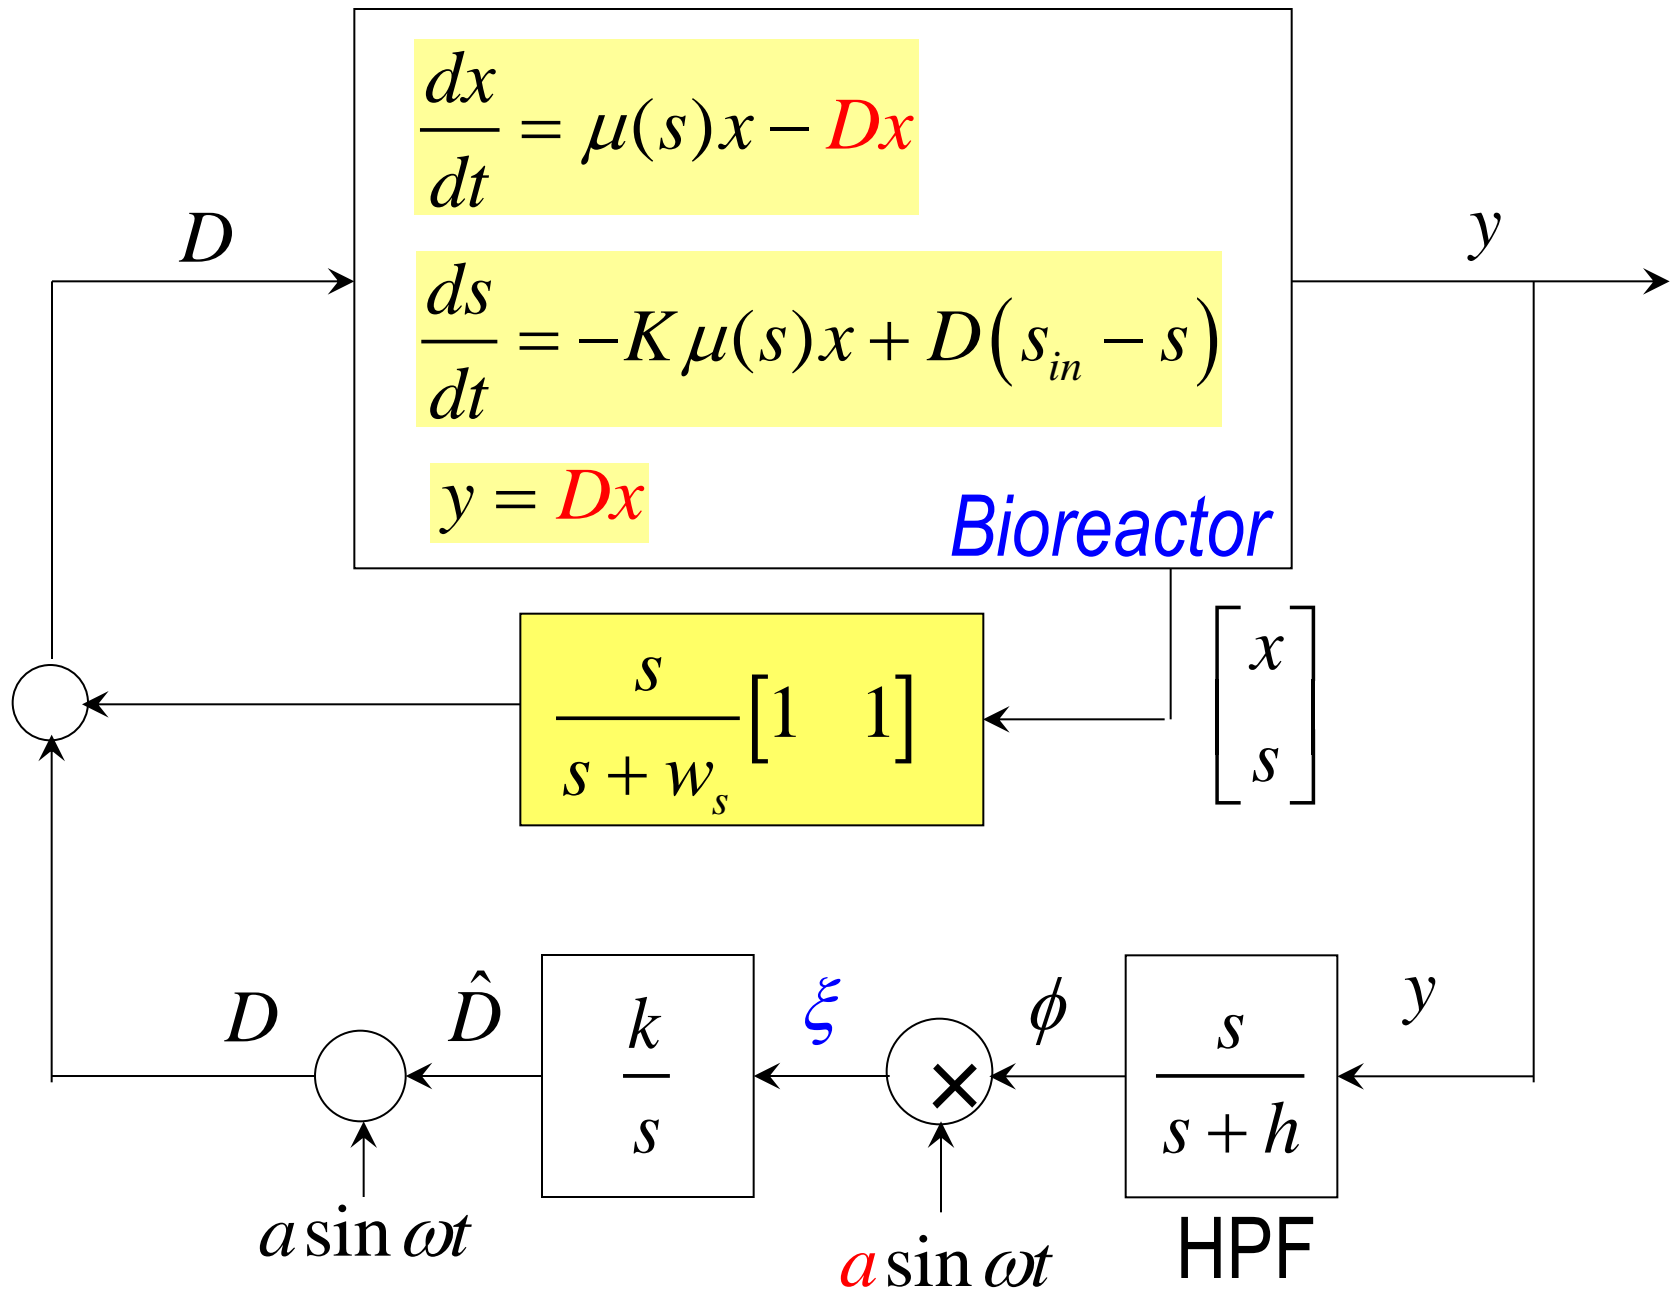 dx/dt = μ(s)x − Dx
D
y
ds/dt = −Kμ(s)x + D(s_in − s)
y = Dx
Bioreactor
s/(s + w_s) [1 1]
[x s]
D
D̂
k/s
ξ
×
ϕ
s/(s + h)
y
a sin ωt
a sin ωt
HPF